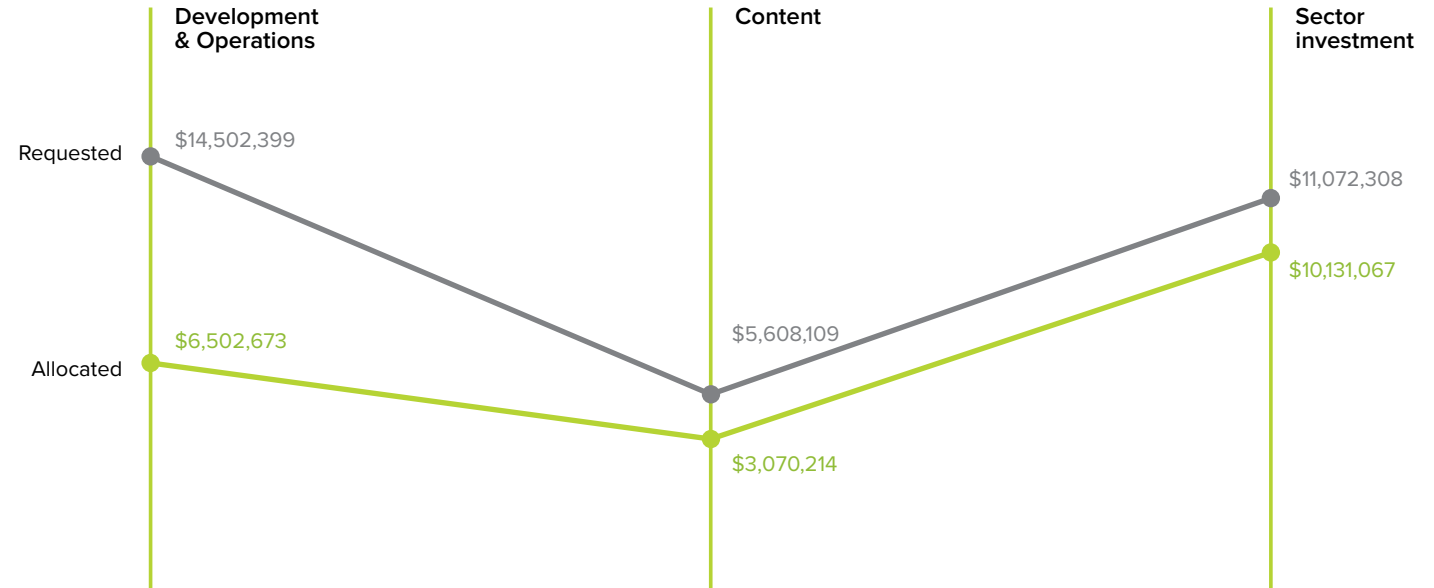 Development
& Operations
Content
Sector
investment
Requested
$14,502,399
$11,072,308
$5,608,109
Allocated
$6,502,673
$10,131,067
$3,070,214